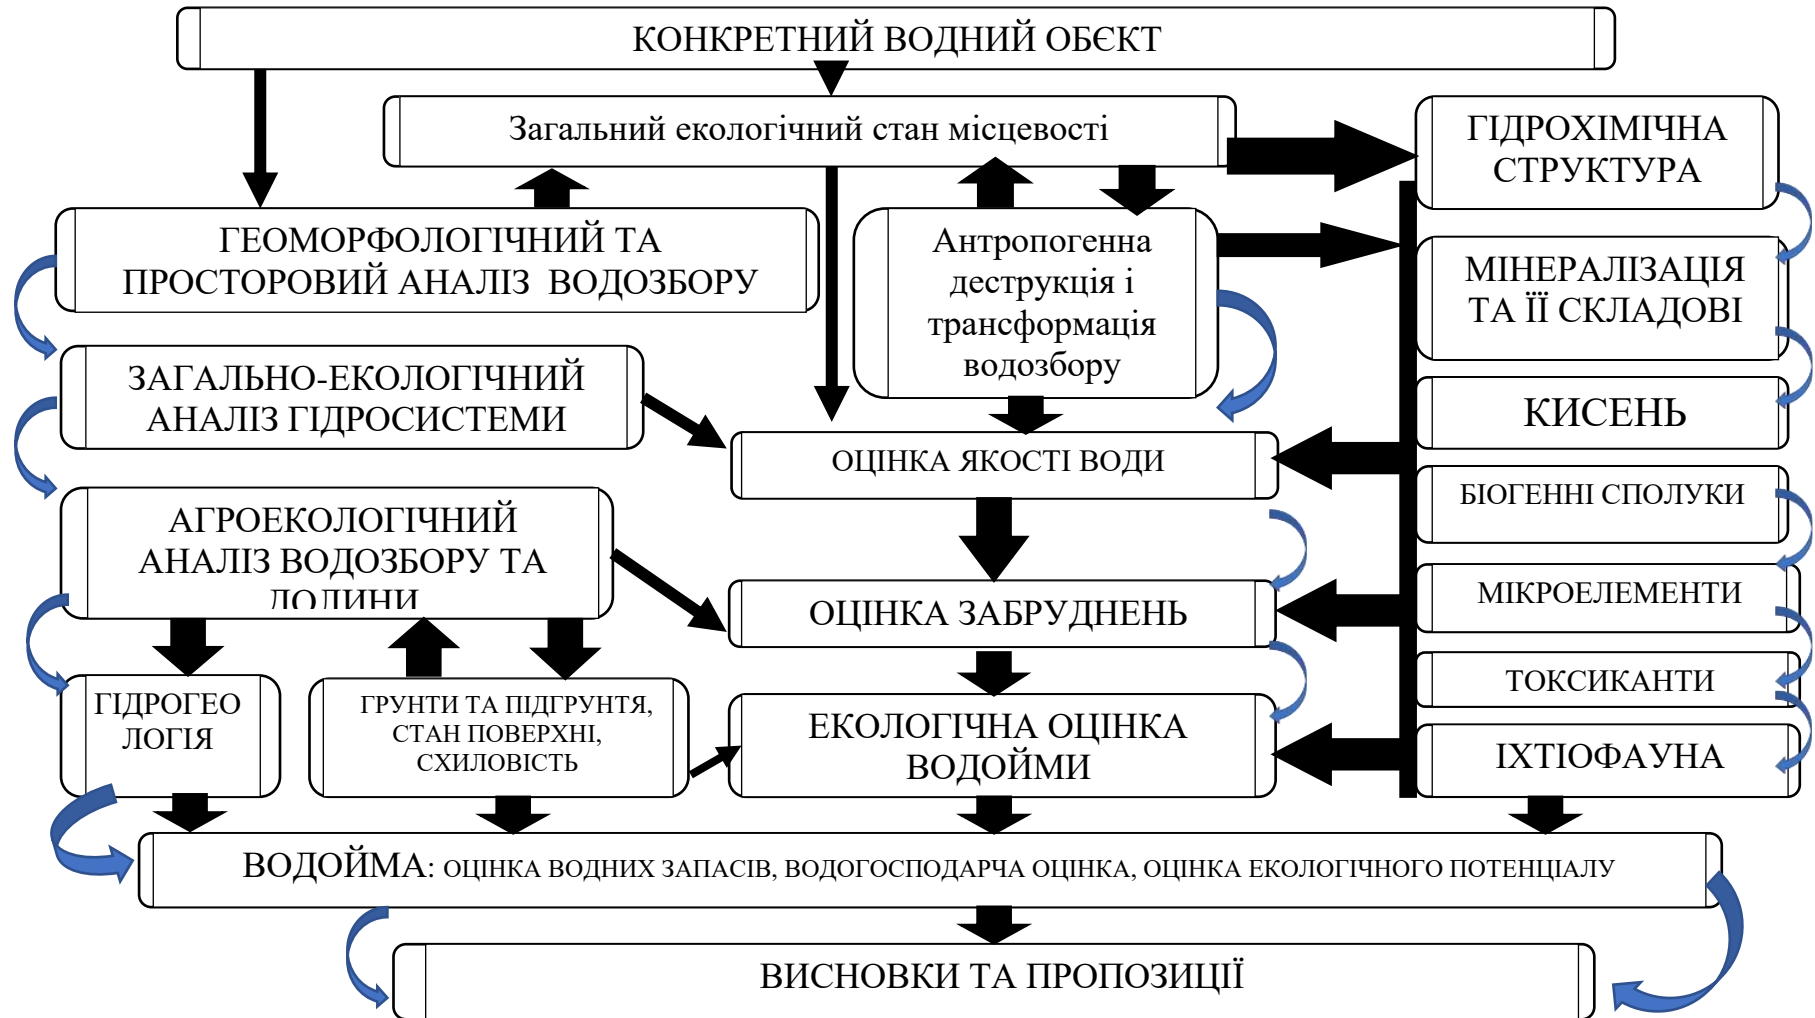 КОНКРЕТНИЙ ВОДНИЙ ОБЄКТ
Загальний екологічний стан місцевості
ГІДРОХІМІЧНА
СТРУКТУРА
ГЕОМОРФОЛОГІЧНИЙ ТА
ПРОСТОРОВИЙ АНАЛІЗ ВОДОЗБОРУ
Антропогенна
деструкція і
трансформація
водозбору
МІНЕРАЛІЗАЦІЯ
ТА ЇЇ СКЛАДОВІ
ЗАГАЛЬНО-ЕКОЛОГІЧНИЙ
АНАЛІЗ ГІДРОСИСТЕМИ
КИСЕНЬ
ОЦІНКА ЯКОСТІ ВОДИ
БІОГЕННІ СПОЛУКИ
АГРОЕКОЛОГІЧНИЙ
АНАЛІЗ ВОДОЗБОРУ ТА
ДОЛИНИ
ОЦІНКА ЗАБРУДНЕНЬ
МІКРОЕЛЕМЕНТИ
ТОКСИКАНТИ
ГІДРОГЕО
ЛОГІЯ
ГРУНТИ ТА ПІДГРУНТЯ,
СТАН ПОВЕРХНІ,
СХИЛОВІСТЬ
ЕКОЛОГІЧНА ОЦІНКА
ВОДОЙМИ
ІХТІОФАУНА
ВОДОЙМА: ОЦІНКА ВОДНИХ ЗАПАСІВ, ВОДОГОСПОДАРЧА ОЦІНКА, ОЦІНКА ЕКОЛОГІЧНОГО ПОТЕНЦІАЛУ
ВИСНОВКИ ТА ПРОПОЗИЦІЇ